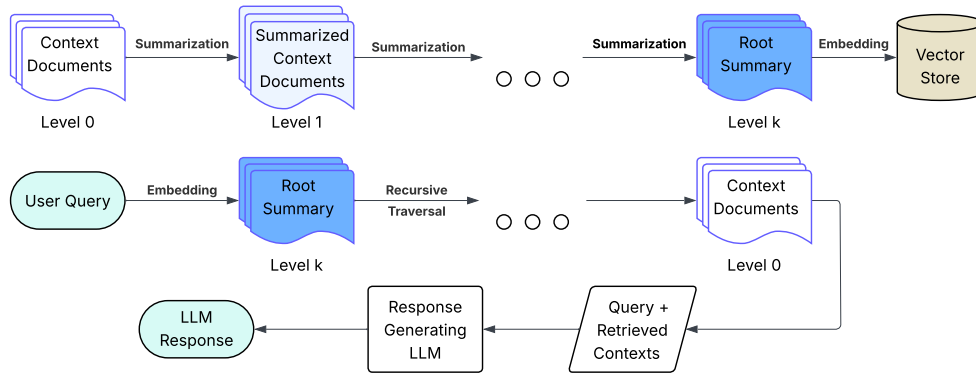 Context
Documents
Summarization
Summarized
Context
Documents
Summarization
Summarization
Root
Summary
Embedding
Vector
Store
Level 0
Level 1
Level k
User Query
Embedding
Root
Summary
Recursive
Traversal
Context
Documents
Level k
Level 0
LLM
Response
Response
Generating
LLM
Query +
Retrieved
Contexts